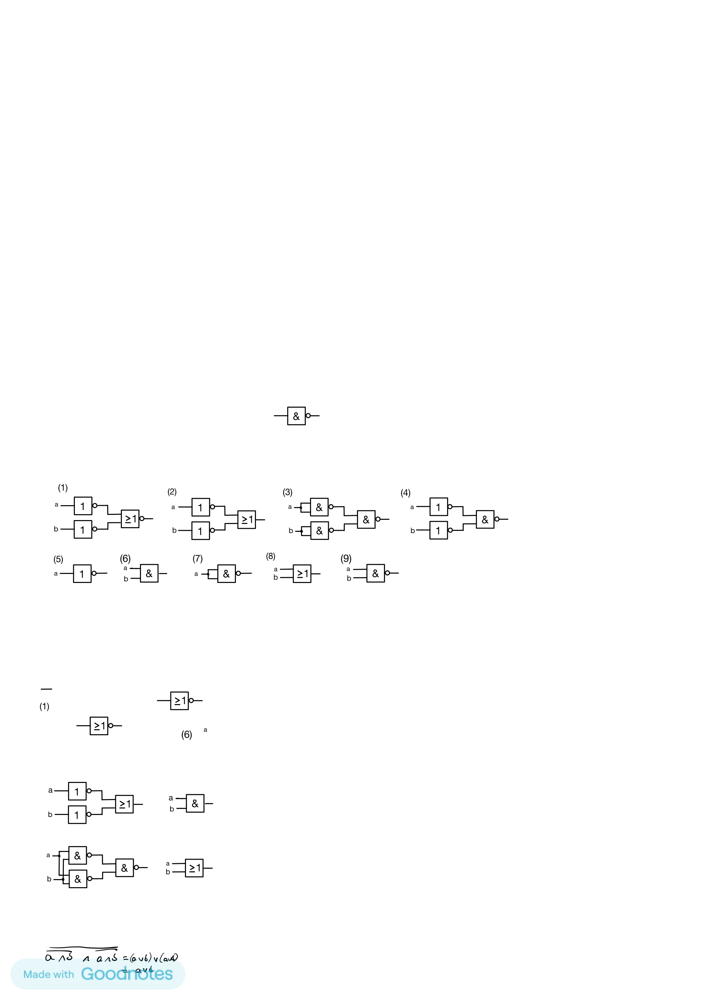 &
(1) (2) (3) (4)
a 1 a 1 a & a 1
≥1 ≥1 & &
b 1 b 1 b & b 1
(5) (6) (7) (8) (9)
a 1 a b & a & a b ≥1 a b &
≥1
(1)
≥1
(6) a
a 1
≥1 a b &
b 1
a &
& a b ≥1
b &
a ∧ b ∧ a ∧ b = (a v b) v (a v b)
= a v b
Made with Goodnotes